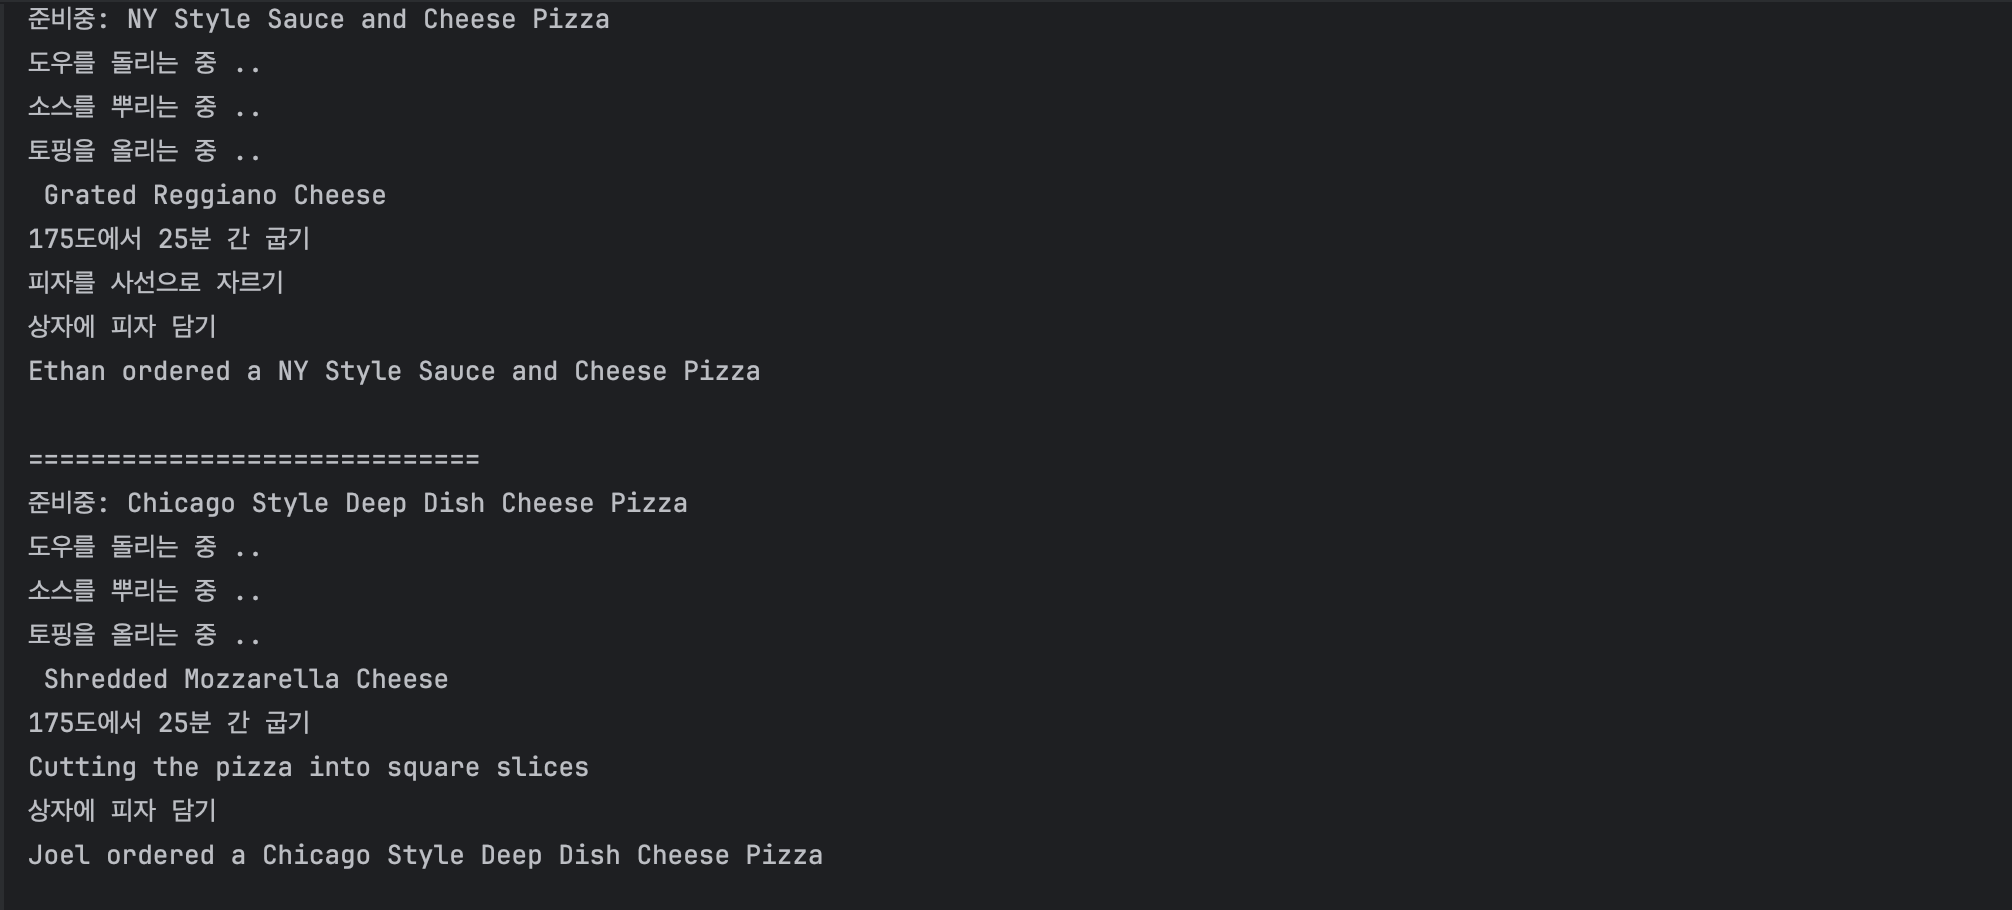 준비중: NY Style Sauce and Cheese Pizza
도우를 돌리는 중 ..
소스를 뿌리는 중 ..
토핑을 올리는 중 ..
 Grated Reggiano Cheese
175도에서 25분 간 굽기
피자를 사선으로 자르기
상자에 피자 담기
Ethan ordered a NY Style Sauce and Cheese Pizza

=============================
준비중: Chicago Style Deep Dish Cheese Pizza
도우를 돌리는 중 ..
소스를 뿌리는 중 ..
토핑을 올리는 중 ..
 Shredded Mozzarella Cheese
175도에서 25분 간 굽기
Cutting the pizza into square slices
상자에 피자 담기
Joel ordered a Chicago Style Deep Dish Cheese Pizza